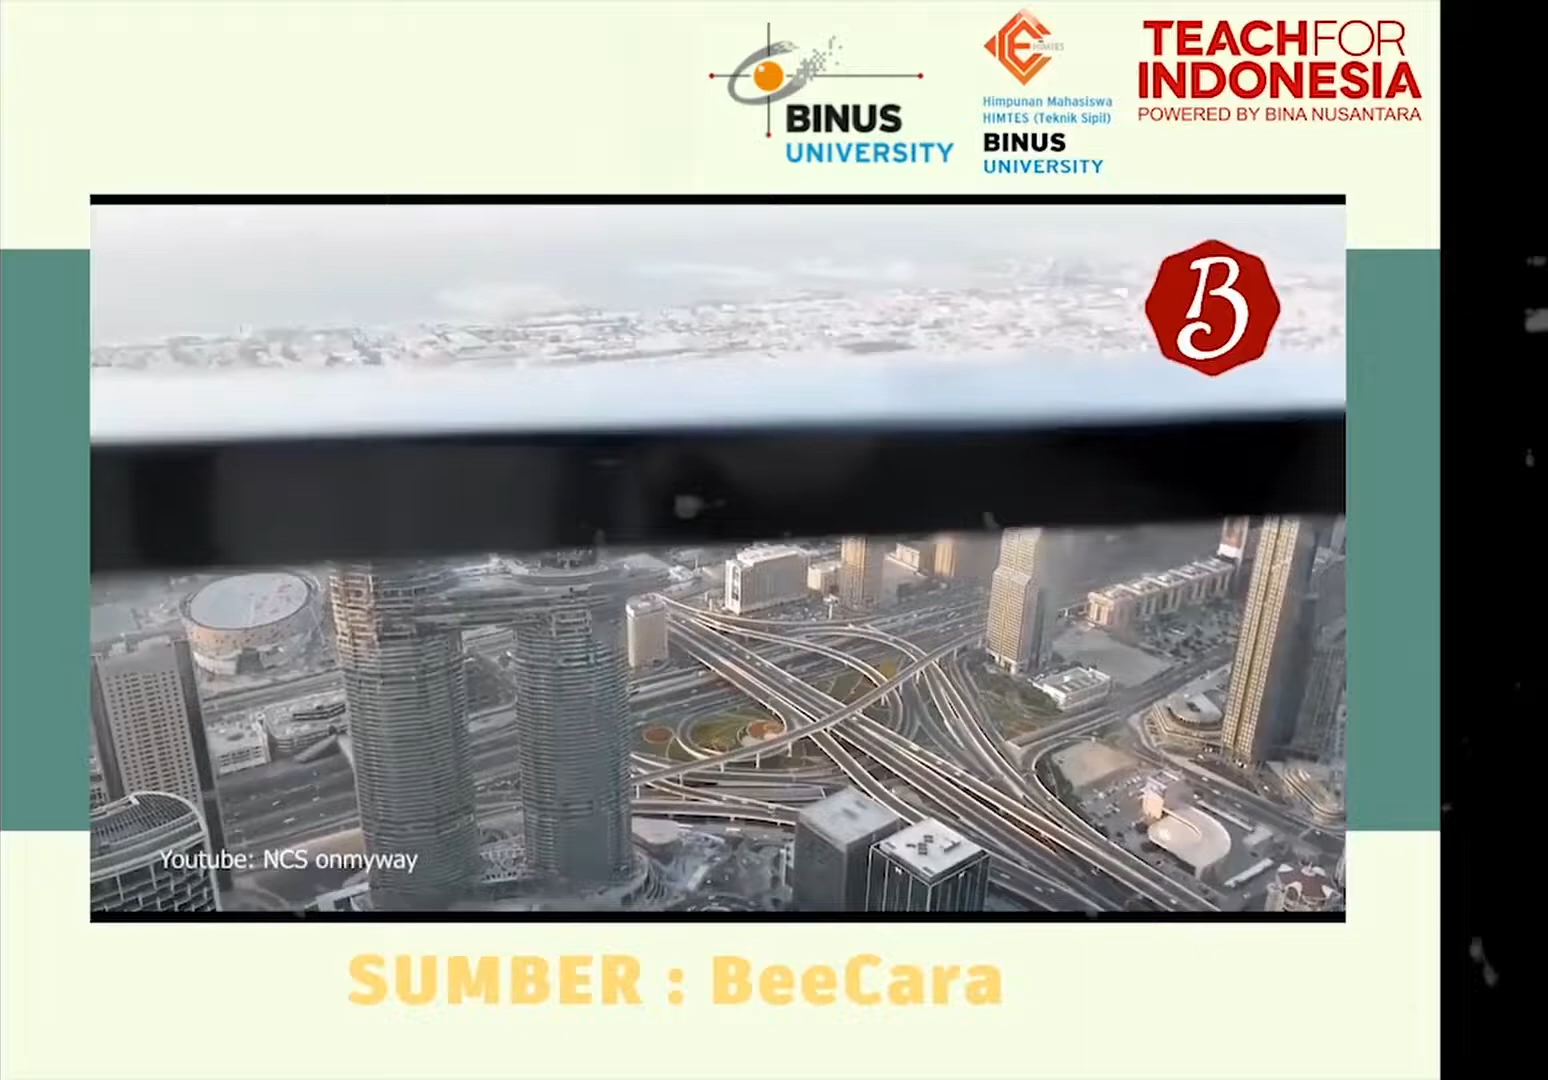 BINUS
UNIVERSITY
HIMTES
Himpunan Mahasiswa
HIMTES (Teknik Sipil)
BINUS
UNIVERSITY
TEACHFOR
INDONESIA
POWERED BY BINA NUSANTARA
B
Youtube: NCS onmyway
SUMBER : BeeCara